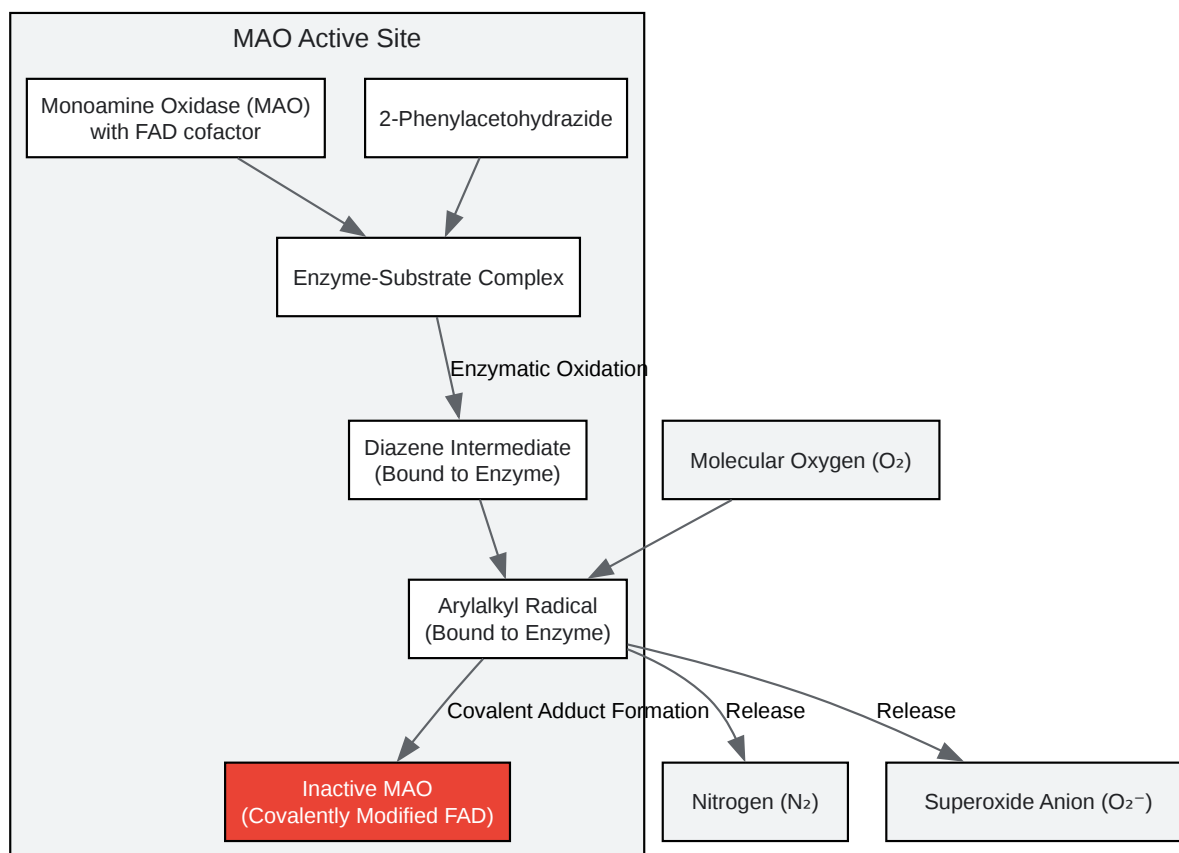 MAO Active Site
Monoamine Oxidase (MAO)
with FAD cofactor
2-Phenylacetohydrazide
Enzyme-Substrate Complex
Enzymatic Oxidation
Diazene Intermediate
(Bound to Enzyme)
Molecular Oxygen (O₂)
Arylalkyl Radical
(Bound to Enzyme)
Covalent Adduct Formation
Release
Release
Inactive MAO
(Covalently Modified FAD)
Nitrogen (N₂)
Superoxide Anion (O₂⁻)